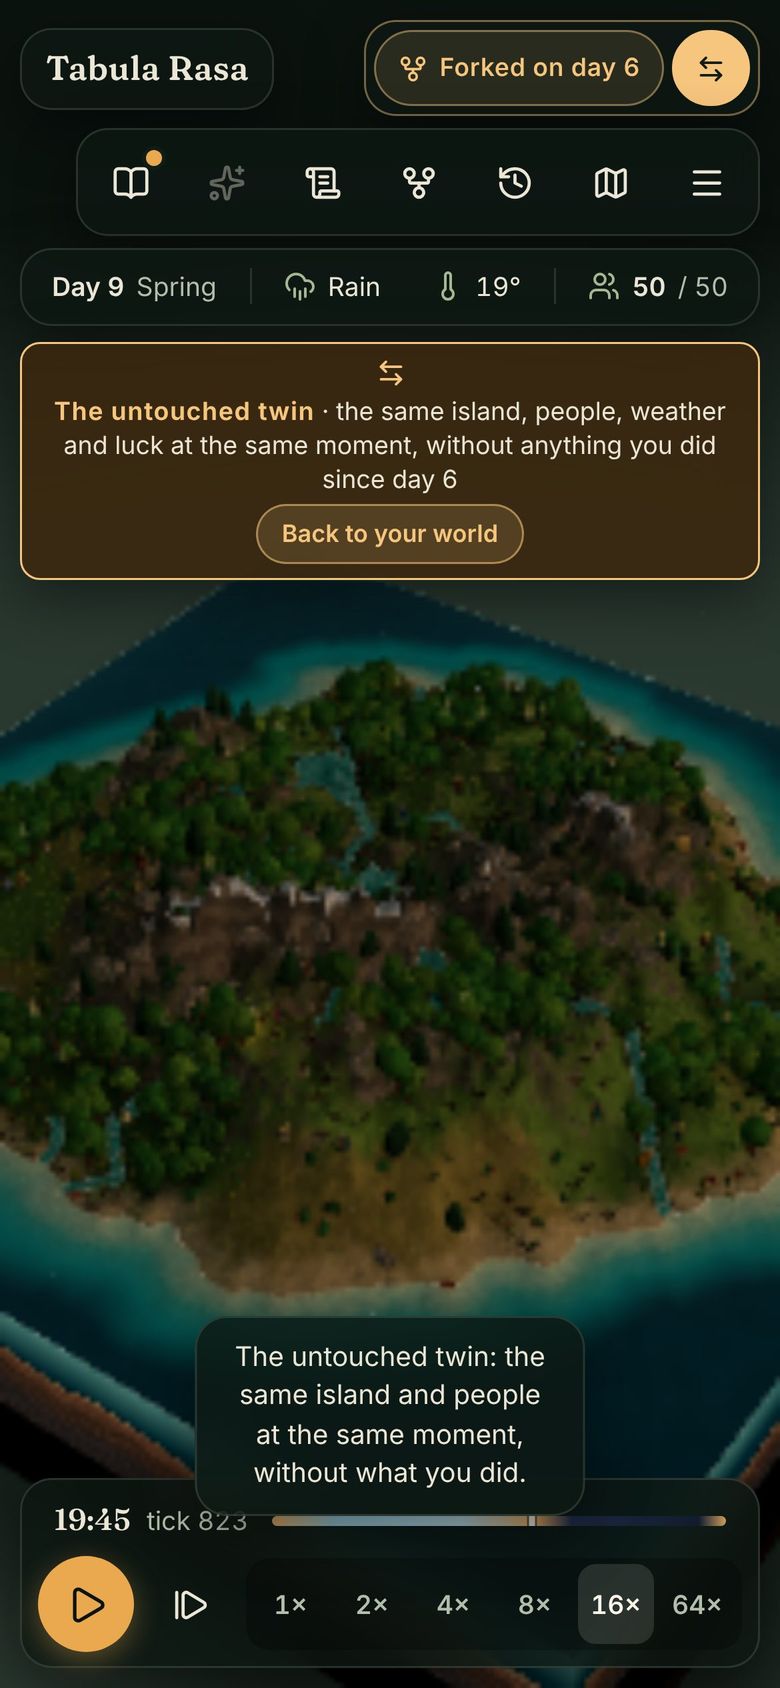 Tabula Rasa
Forked on day 6
Day 9 Spring
Rain
19°
50 / 50
The untouched twin · the same island, people, weather
and luck at the same moment, without anything you did
since day 6
Back to your world
The untouched twin: the
same island and people
at the same moment,
without what you did.
19:45 tick 823
1× 2× 4× 8× 16× 64×